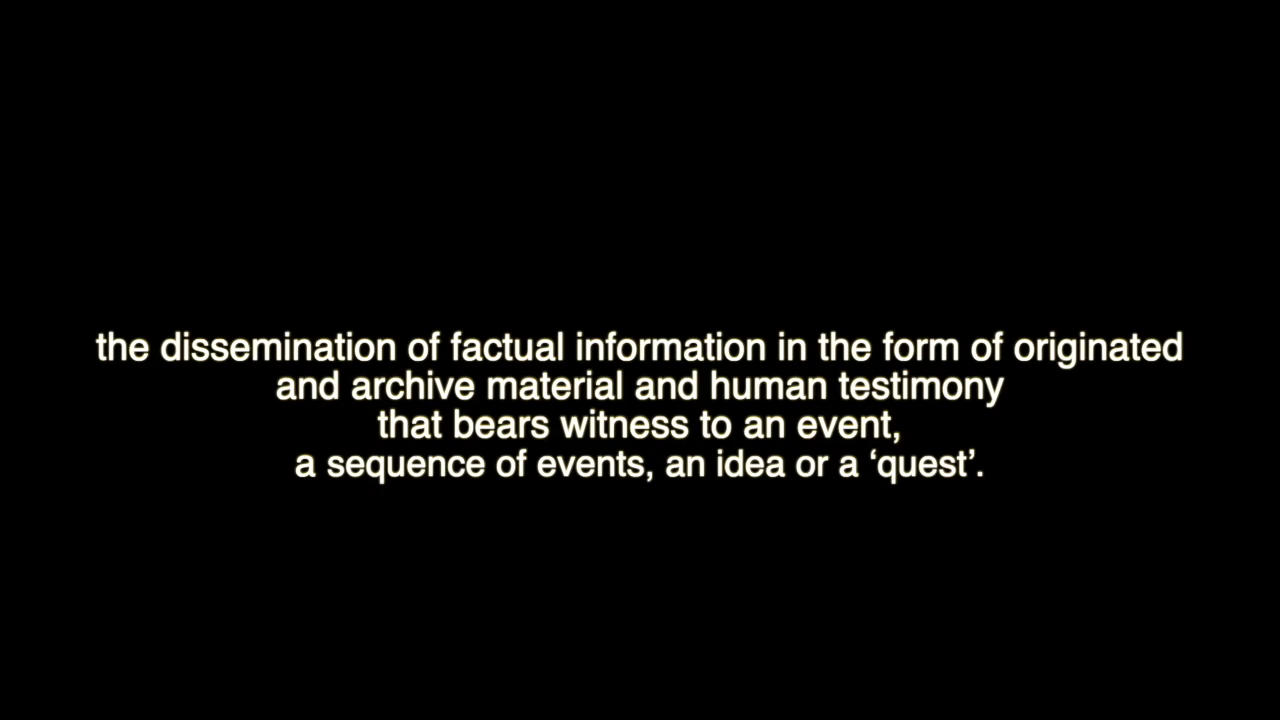 the dissemination of factual information in the form of originated
and archive material and human testimony
that bears witness to an event,
a sequence of events, an idea or a ‘quest’.